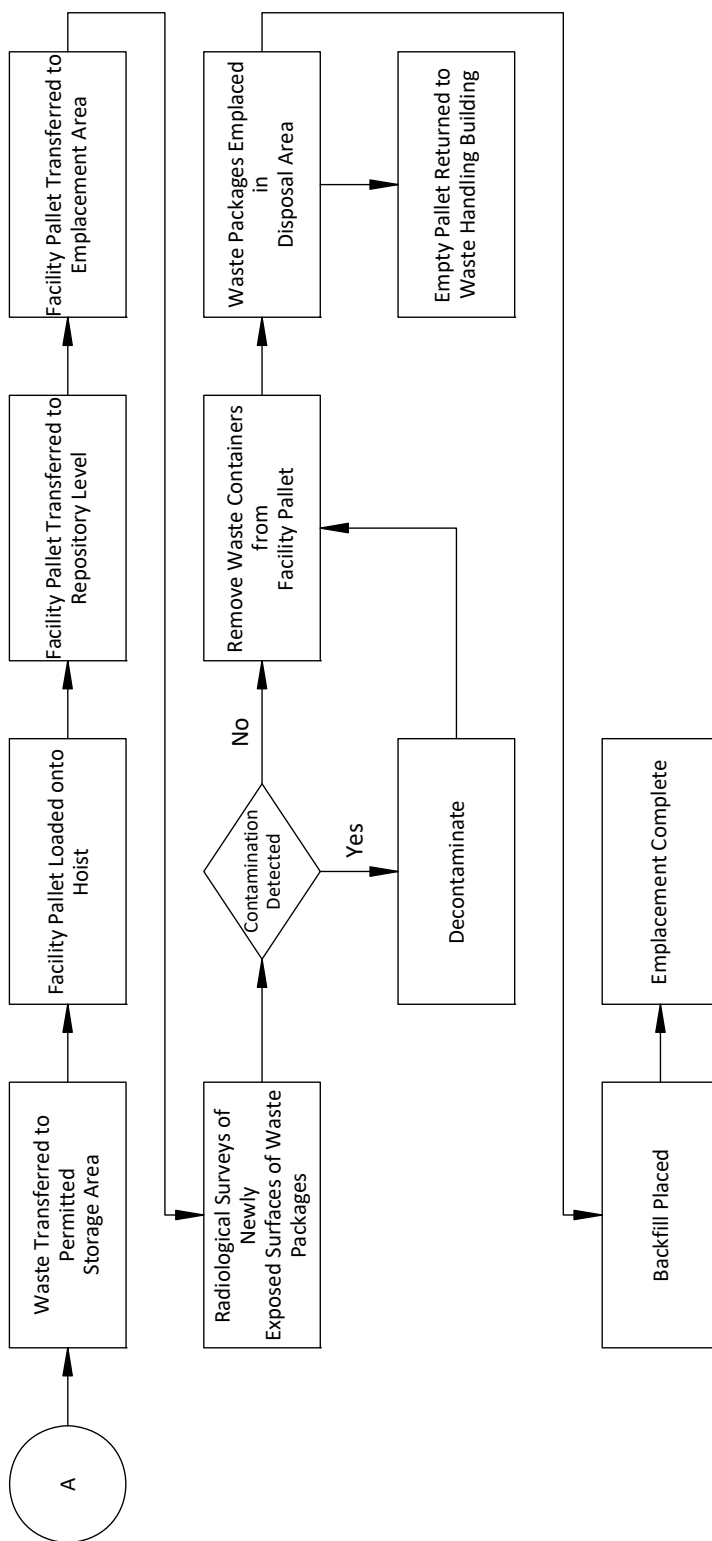 A
Waste Transferred to
Permitted
Storage Area
Facility Pallet Loaded onto
Hoist
Facility Pallet Transferred to
Repository Level
Facility Pallet Transferred to
Emplacement Area
Radiological Surveys of
Newly
Exposed Surfaces of Waste
Packages
Contamination
Detected
No
Yes
Decontaminate
Remove Waste Containers
from
Facility Pallet
Waste Packages Emplaced
in
Disposal Area
Empty Pallet Returned to
Waste Handling Building
Backfill Placed
Emplacement Complete